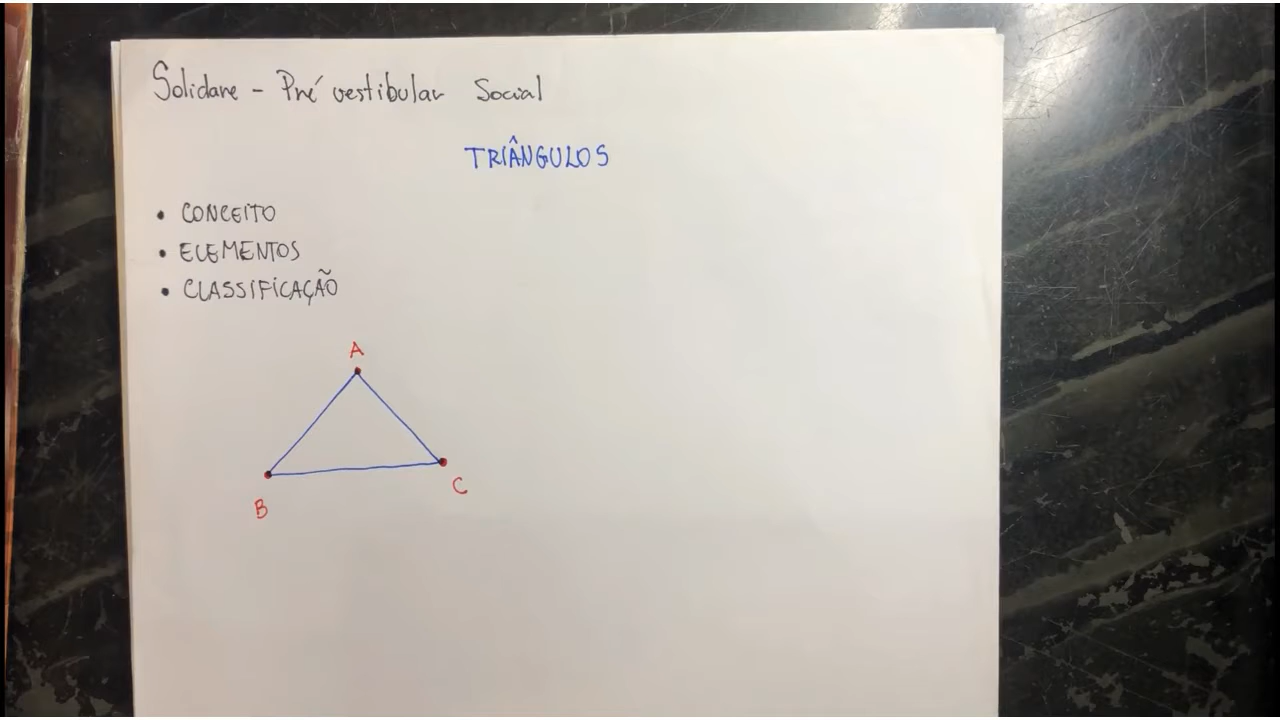 Solidare - Pré vestibular Social
TRIÂNGULOS
• CONCEITO
• ELEMENTOS
• CLASSIFICAÇÃO
A
B
C